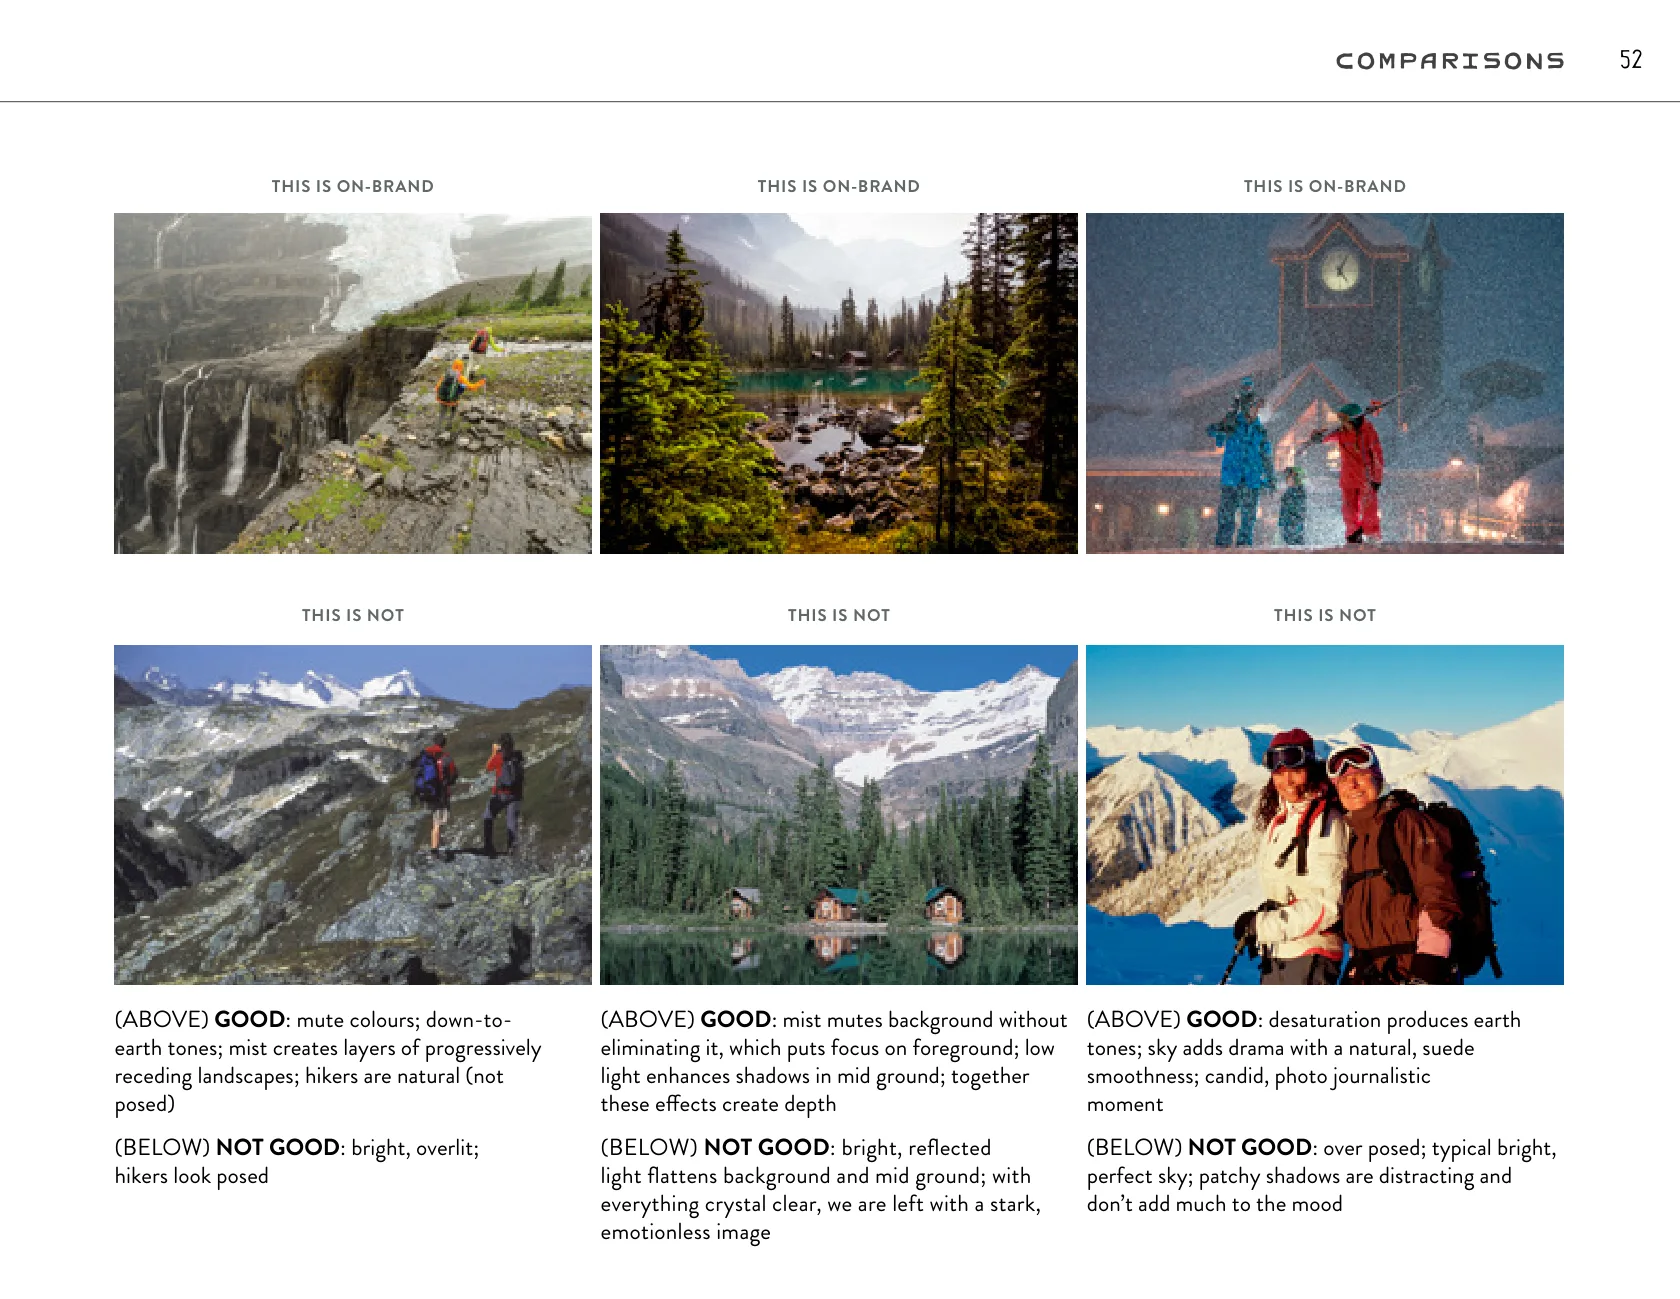 COMPARISONS 52
THIS IS ON-BRAND
THIS IS ON-BRAND
THIS IS ON-BRAND
THIS IS NOT
THIS IS NOT
THIS IS NOT
(ABOVE) GOOD: mute colours; down-to-
earth tones; mist creates layers of progressively
receding landscapes; hikers are natural (not
posed)
(BELOW) NOT GOOD: bright, overlit;
hikers look posed
(ABOVE) GOOD: mist mutes background without
eliminating it, which puts focus on foreground; low
light enhances shadows in mid ground; together
these effects create depth
(BELOW) NOT GOOD: bright, reflected
light flattens background and mid ground; with
everything crystal clear, we are left with a stark,
emotionless image
(ABOVE) GOOD: desaturation produces earth
tones; sky adds drama with a natural, suede
smoothness; candid, photo journalistic
moment
(BELOW) NOT GOOD: over posed; typical bright,
perfect sky; patchy shadows are distracting and
don’t add much to the mood